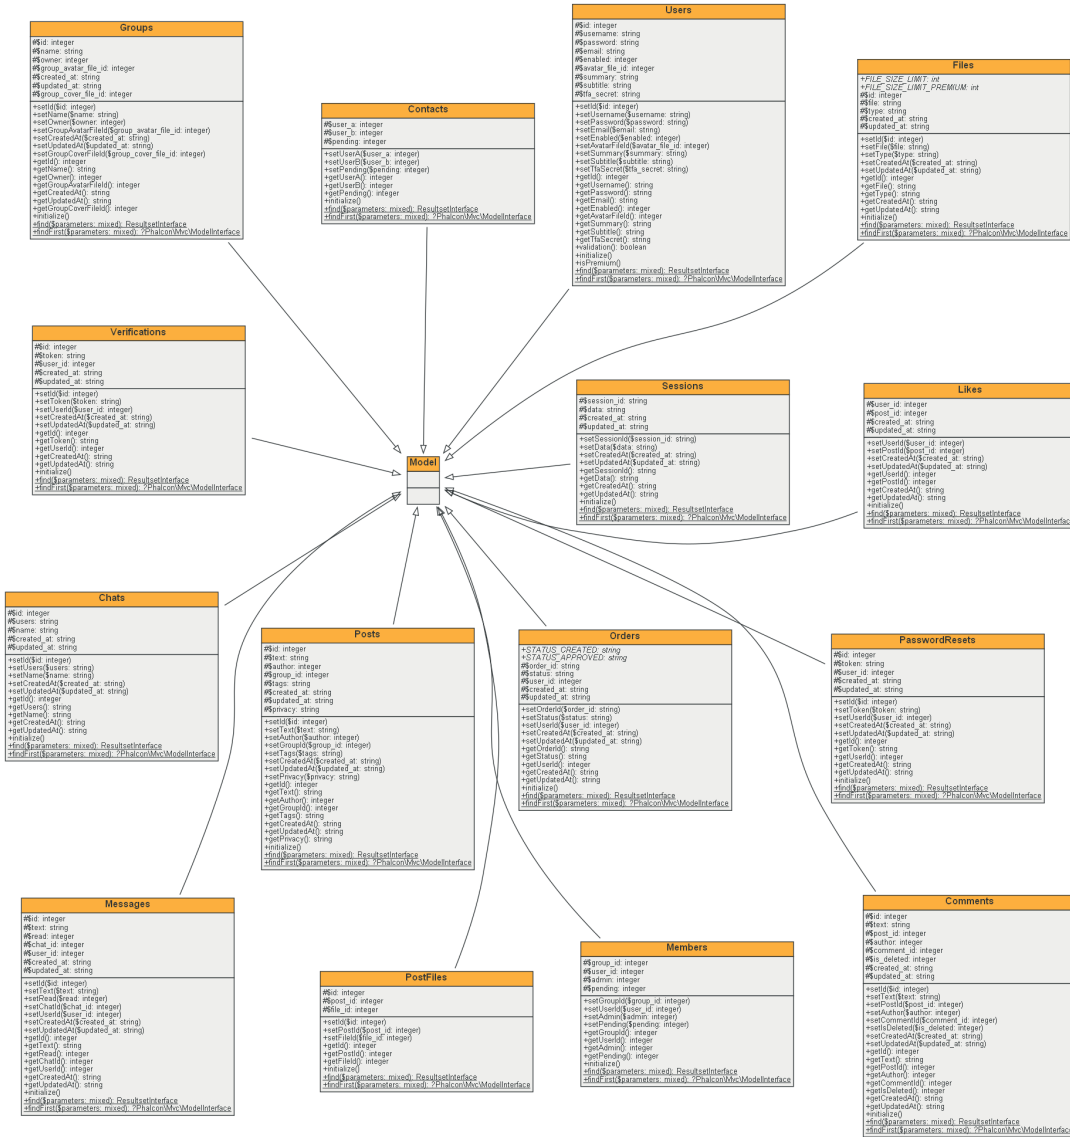 Groups
#$id: integer
#$name: string
#$owner: integer
#$group_avatar_file_id: integer
#$created_at: string
#$updated_at: string
#$group_cover_file_id: integer
+setId($id: integer)
+setName($name: string)
+setOwner($owner: integer)
+setGroupAvatarFileId($group_avatar_file_id: integer)
+setCreatedAt($created_at: string)
+setUpdatedAt($updated_at: string)
+setGroupCoverFileId($group_cover_file_id: integer)
+getId(): integer
+getName(): string
+getOwner(): integer
+getGroupAvatarFileId(): integer
+getCreatedAt(): string
+getUpdatedAt(): string
+getGroupCoverFileId(): integer
+initialize()
+find($parameters: mixed): ResultsetInterface
+findFirst($parameters: mixed): ?Phalcon\Mvc\ModelInterface
Contacts
#$user_a: integer
#$user_b: integer
#$pending: integer
+setUserA($user_a: integer)
+setUserB($user_b: integer)
+setPending($pending: integer)
+getUserA(): integer
+getUserB(): integer
+getPending(): integer
+initialize()
+find($parameters: mixed): ResultsetInterface
+findFirst($parameters: mixed): ?Phalcon\Mvc\ModelInterface
Users
#$id: integer
#$username: string
#$password: string
#$email: string
#$enabled: integer
#$avatar_file_id: integer
#$summary: string
#$subtitle: string
#$tfa_secret: string
+setId($id: integer)
+setUsername($username: string)
+setPassword($password: string)
+setEmail($email: string)
+setEnabled($enabled: integer)
+setAvatarFileId($avatar_file_id: integer)
+setSummary($summary: string)
+setSubtitle($subtitle: string)
+setTfaSecret($tfa_secret: string)
+getId(): integer
+getUsername(): string
+getPassword(): string
+getEmail(): string
+getEnabled(): integer
+getAvatarFileId(): integer
+getSummary(): string
+getSubtitle(): string
+getTfaSecret(): string
+validation(): boolean
+initialize()
+isPremium()
+find($parameters: mixed): ResultsetInterface
+findFirst($parameters: mixed): ?Phalcon\Mvc\ModelInterface
Files
+FILE_SIZE_LIMIT: int
+FILE_SIZE_LIMIT_PREMIUM: int
#$id: integer
#$file: string
#$type: string
#$created_at: string
#$updated_at: string
+setId($id: integer)
+setFile($file: string)
+setType($type: string)
+setCreatedAt($created_at: string)
+setUpdatedAt($updated_at: string)
+getId(): integer
+getFile(): string
+getType(): string
+getCreatedAt(): string
+getUpdatedAt(): string
+initialize()
+find($parameters: mixed): ResultsetInterface
+findFirst($parameters: mixed): ?Phalcon\Mvc\ModelInterface
Verifications
#$id: integer
#$token: string
#$user_id: integer
#$created_at: string
#$updated_at: string
+setId($id: integer)
+setToken($token: string)
+setUserId($user_id: integer)
+setCreatedAt($created_at: string)
+setUpdatedAt($updated_at: string)
+getId(): integer
+getToken(): string
+getUserId(): integer
+getCreatedAt(): string
+getUpdatedAt(): string
+initialize()
+find($parameters: mixed): ResultsetInterface
+findFirst($parameters: mixed): ?Phalcon\Mvc\ModelInterface
Model
Sessions
#$session_id: string
#$data: string
#$created_at: string
#$updated_at: string
+setSessionId($session_id: string)
+setData($data: string)
+setCreatedAt($created_at: string)
+setUpdatedAt($updated_at: string)
+getSessionId(): string
+getData(): string
+getCreatedAt(): string
+getUpdatedAt(): string
+initialize()
+find($parameters: mixed): ResultsetInterface
+findFirst($parameters: mixed): ?Phalcon\Mvc\ModelInterface
Likes
#$user_id: integer
#$post_id: integer
#$created_at: string
#$updated_at: string
+setUserId($user_id: integer)
+setPostId($post_id: integer)
+setCreatedAt($created_at: string)
+setUpdatedAt($updated_at: string)
+getUserId(): integer
+getPostId(): integer
+getCreatedAt(): string
+getUpdatedAt(): string
+initialize()
+find($parameters: mixed): ResultsetInterface
+findFirst($parameters: mixed): ?Phalcon\Mvc\ModelInterface
Chats
#$id: integer
#$users: string
#$name: string
#$created_at: string
#$updated_at: string
+setId($id: integer)
+setUsers($users: string)
+setName($name: string)
+setCreatedAt($created_at: string)
+setUpdatedAt($updated_at: string)
+getId(): integer
+getUsers(): string
+getName(): string
+getCreatedAt(): string
+getUpdatedAt(): string
+initialize()
+find($parameters: mixed): ResultsetInterface
+findFirst($parameters: mixed): ?Phalcon\Mvc\ModelInterface
Posts
#$id: integer
#$text: string
#$author: integer
#$group_id: integer
#$tags: string
#$created_at: string
#$updated_at: string
#$privacy: string
+setId($id: integer)
+setText($text: string)
+setAuthor($author: integer)
+setGroupId($group_id: integer)
+setTags($tags: string)
+setCreatedAt($created_at: string)
+setUpdatedAt($updated_at: string)
+setPrivacy($privacy: string)
+getId(): integer
+getText(): string
+getAuthor(): integer
+getGroupId(): integer
+getTags(): string
+getCreatedAt(): string
+getUpdatedAt(): string
+getPrivacy(): string
+initialize()
+find($parameters: mixed): ResultsetInterface
+findFirst($parameters: mixed): ?Phalcon\Mvc\ModelInterface
Orders
+STATUS_CREATED: string
+STATUS_APPROVED: string
#$order_id: string
#$status: string
#$user_id: integer
#$created_at: string
#$updated_at: string
+setOrderId($order_id: string)
+setStatus($status: string)
+setUserId($user_id: integer)
+setCreatedAt($created_at: string)
+setUpdatedAt($updated_at: string)
+getOrderId(): string
+getStatus(): string
+getUserId(): integer
+getCreatedAt(): string
+getUpdatedAt(): string
+initialize()
+find($parameters: mixed): ResultsetInterface
+findFirst($parameters: mixed): ?Phalcon\Mvc\ModelInterface
PasswordResets
#$id: integer
#$token: string
#$user_id: integer
#$created_at: string
#$updated_at: string
+setId($id: integer)
+setToken($token: string)
+setUserId($user_id: integer)
+setCreatedAt($created_at: string)
+setUpdatedAt($updated_at: string)
+getId(): integer
+getToken(): string
+getUserId(): integer
+getCreatedAt(): string
+getUpdatedAt(): string
+initialize()
+find($parameters: mixed): ResultsetInterface
+findFirst($parameters: mixed): ?Phalcon\Mvc\ModelInterface
Messages
#$id: integer
#$text: string
#$read: integer
#$chat_id: integer
#$user_id: integer
#$created_at: string
#$updated_at: string
+setId($id: integer)
+setText($text: string)
+setRead($read: integer)
+setChatId($chat_id: integer)
+setUserId($user_id: integer)
+setCreatedAt($created_at: string)
+setUpdatedAt($updated_at: string)
+getId(): integer
+getText(): string
+getRead(): integer
+getChatId(): integer
+getUserId(): integer
+getCreatedAt(): string
+getUpdatedAt(): string
+initialize()
+find($parameters: mixed): ResultsetInterface
+findFirst($parameters: mixed): ?Phalcon\Mvc\ModelInterface
PostFiles
#$id: integer
#$post_id: integer
#$file_id: integer
+setId($id: integer)
+setPostId($post_id: integer)
+setFileId($file_id: integer)
+getId(): integer
+getPostId(): integer
+getFileId(): integer
+initialize()
+find($parameters: mixed): ResultsetInterface
+findFirst($parameters: mixed): ?Phalcon\Mvc\ModelInterface
Members
#$group_id: integer
#$user_id: integer
#$admin: integer
#$pending: integer
+setGroupId($group_id: integer)
+setUserId($user_id: integer)
+setAdmin($admin: integer)
+setPending($pending: integer)
+getGroupId(): integer
+getUserId(): integer
+getAdmin(): integer
+getPending(): integer
+initialize()
+find($parameters: mixed): ResultsetInterface
+findFirst($parameters: mixed): ?Phalcon\Mvc\ModelInterface
Comments
#$id: integer
#$text: string
#$post_id: integer
#$author: integer
#$comment_id: integer
#$is_deleted: integer
#$created_at: string
#$updated_at: string
+setId($id: integer)
+setText($text: string)
+setPostId($post_id: integer)
+setAuthor($author: integer)
+setCommentId($comment_id: integer)
+setIsDeleted($is_deleted: integer)
+setCreatedAt($created_at: string)
+setUpdatedAt($updated_at: string)
+getId(): integer
+getText(): string
+getPostId(): integer
+getAuthor(): integer
+getCommentId(): integer
+getIsDeleted(): integer
+getCreatedAt(): string
+getUpdatedAt(): string
+initialize()
+find($parameters: mixed): ResultsetInterface
+findFirst($parameters: mixed): ?Phalcon\Mvc\ModelInterface